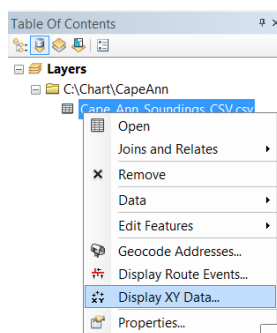 Table Of Contents
Layers
C:\Chart\CapeAnn
Cape_Ann_Soundings_CSV.csv
Open
Joins and Relates
Remove
Data
Edit Features
Geocode Addresses...
Display Route Events...
Display XY Data...
Properties...